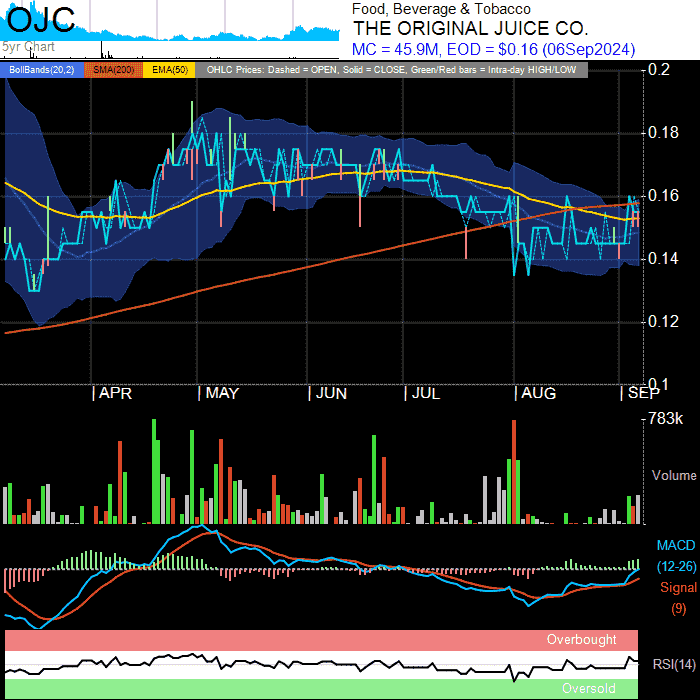 OJC
5yr Chart
Food, Beverage & Tobacco
THE ORIGINAL JUICE CO.
MC = 45.9M, EOD = $0.16 (06Sep2024)
BollBands(20,2) SMA(200) EMA(50) OHLC Prices: Dashed = OPEN, Solid = CLOSE, Green/Red bars = Intra-day HIGH/LOW
0.2
0.18
0.16
0.14
0.12
0.1
| APR | MAY | JUN | JUL | AUG | SEP
783k
Volume
MACD
(12-26)
Signal
(9)
Overbought
RSI(14)
Oversold